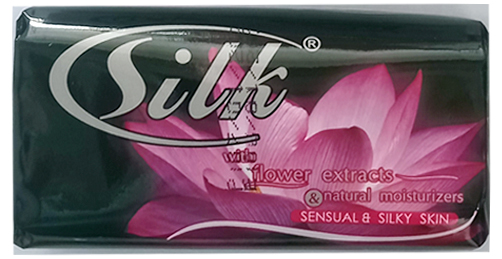 Silk®
with
flower extracts
& natural moisturizers
SENSUAL & SILKY SKIN